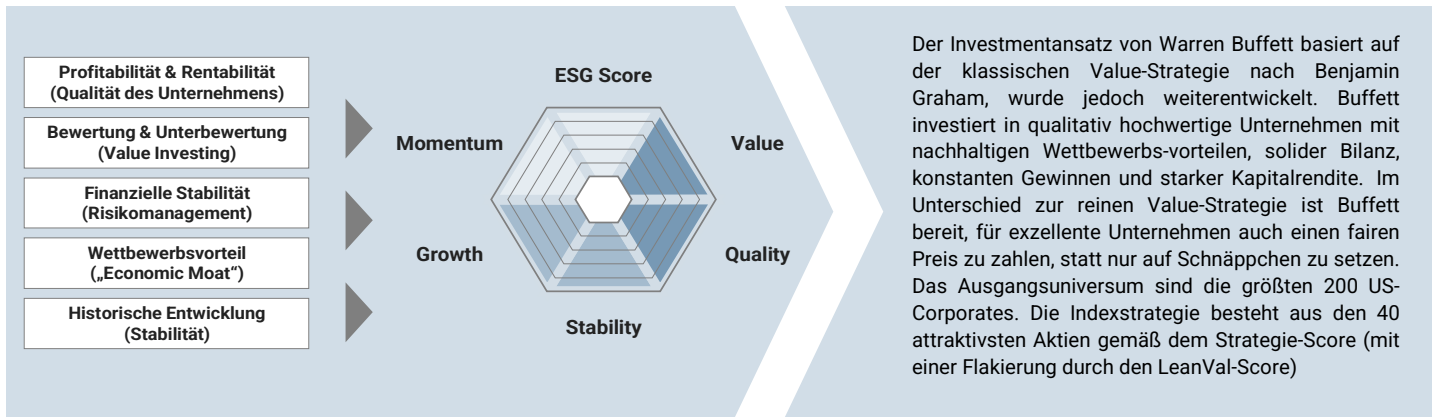 Profitabilität & Rentabilität
(Qualität des Unternehmens)
Bewertung & Unterbewertung
(Value Investing)
Finanzielle Stabilität
(Risikomanagement)
Wettbewerbsvorteil
(„Economic Moat“)
Historische Entwicklung
(Stabilität)
ESG Score
Momentum
Value
Growth
Quality
Stability
Der Investmentansatz von Warren Buffett basiert auf
der klassischen Value-Strategie nach Benjamin
Graham, wurde jedoch weiterentwickelt. Buffett
investiert in qualitativ hochwertige Unternehmen mit
nachhaltigen Wettbewerbs-vorteilen, solider Bilanz,
konstanten Gewinnen und starker Kapitalrendite. Im
Unterschied zur reinen Value-Strategie ist Buffett
bereit, für exzellente Unternehmen auch einen fairen
Preis zu zahlen, statt nur auf Schnäppchen zu setzen.
Das Ausgangsuniversum sind die größten 200 US-
Corporates. Die Indexstrategie besteht aus den 40
attraktivsten Aktien gemäß dem Strategie-Score (mit
einer Flakierung durch den LeanVal-Score)